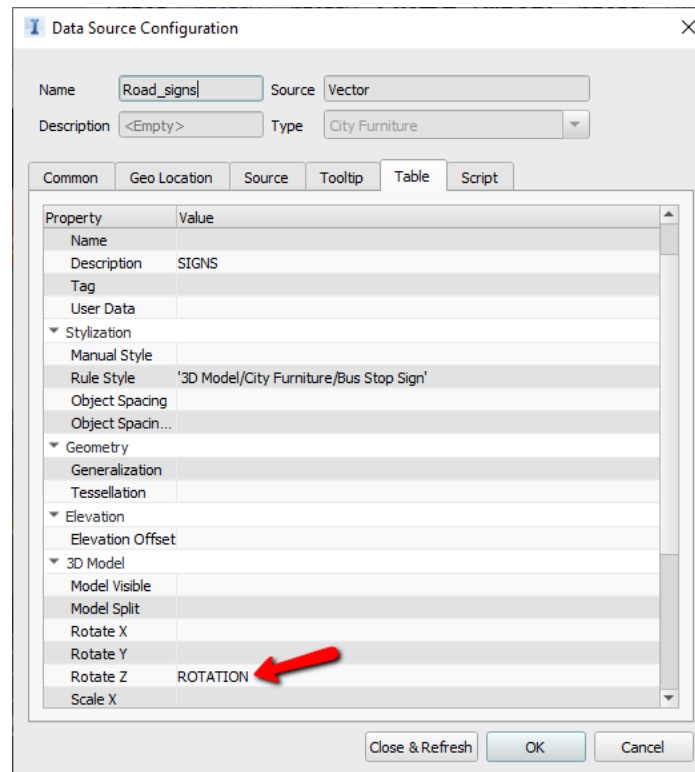 Data Source Configuration
Name Road_signs Source Vector
Description <Empty> Type City Furniture
Common Geo Location Source Tooltip Table Script
Property Value
Name
Description SIGNS
Tag
User Data
Stylization
Manual Style
Rule Style '3D Model/City Furniture/Bus Stop Sign'
Object Spacing
Object Spacin...
Geometry
Generalization
Tessellation
Elevation
Elevation Offset
3D Model
Model Visible
Model Split
Rotate X
Rotate Y
Rotate Z ROTATION
Scale X
Close & Refresh OK Cancel